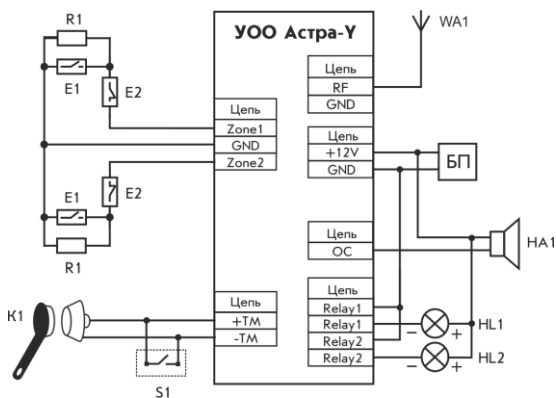 УОО Астра-Y
R1
E1
E2
Цепь
Zone1
GND
Zone2
E1
E2
R1
K1
Цепь
+TM
-TM
S1
Цепь
RF
GND
WA1
Цепь
+12V
GND
БП
Цепь
ОС
HA1
Цепь
Relay1
Relay1
Relay2
Relay2
− + HL1
− + HL2